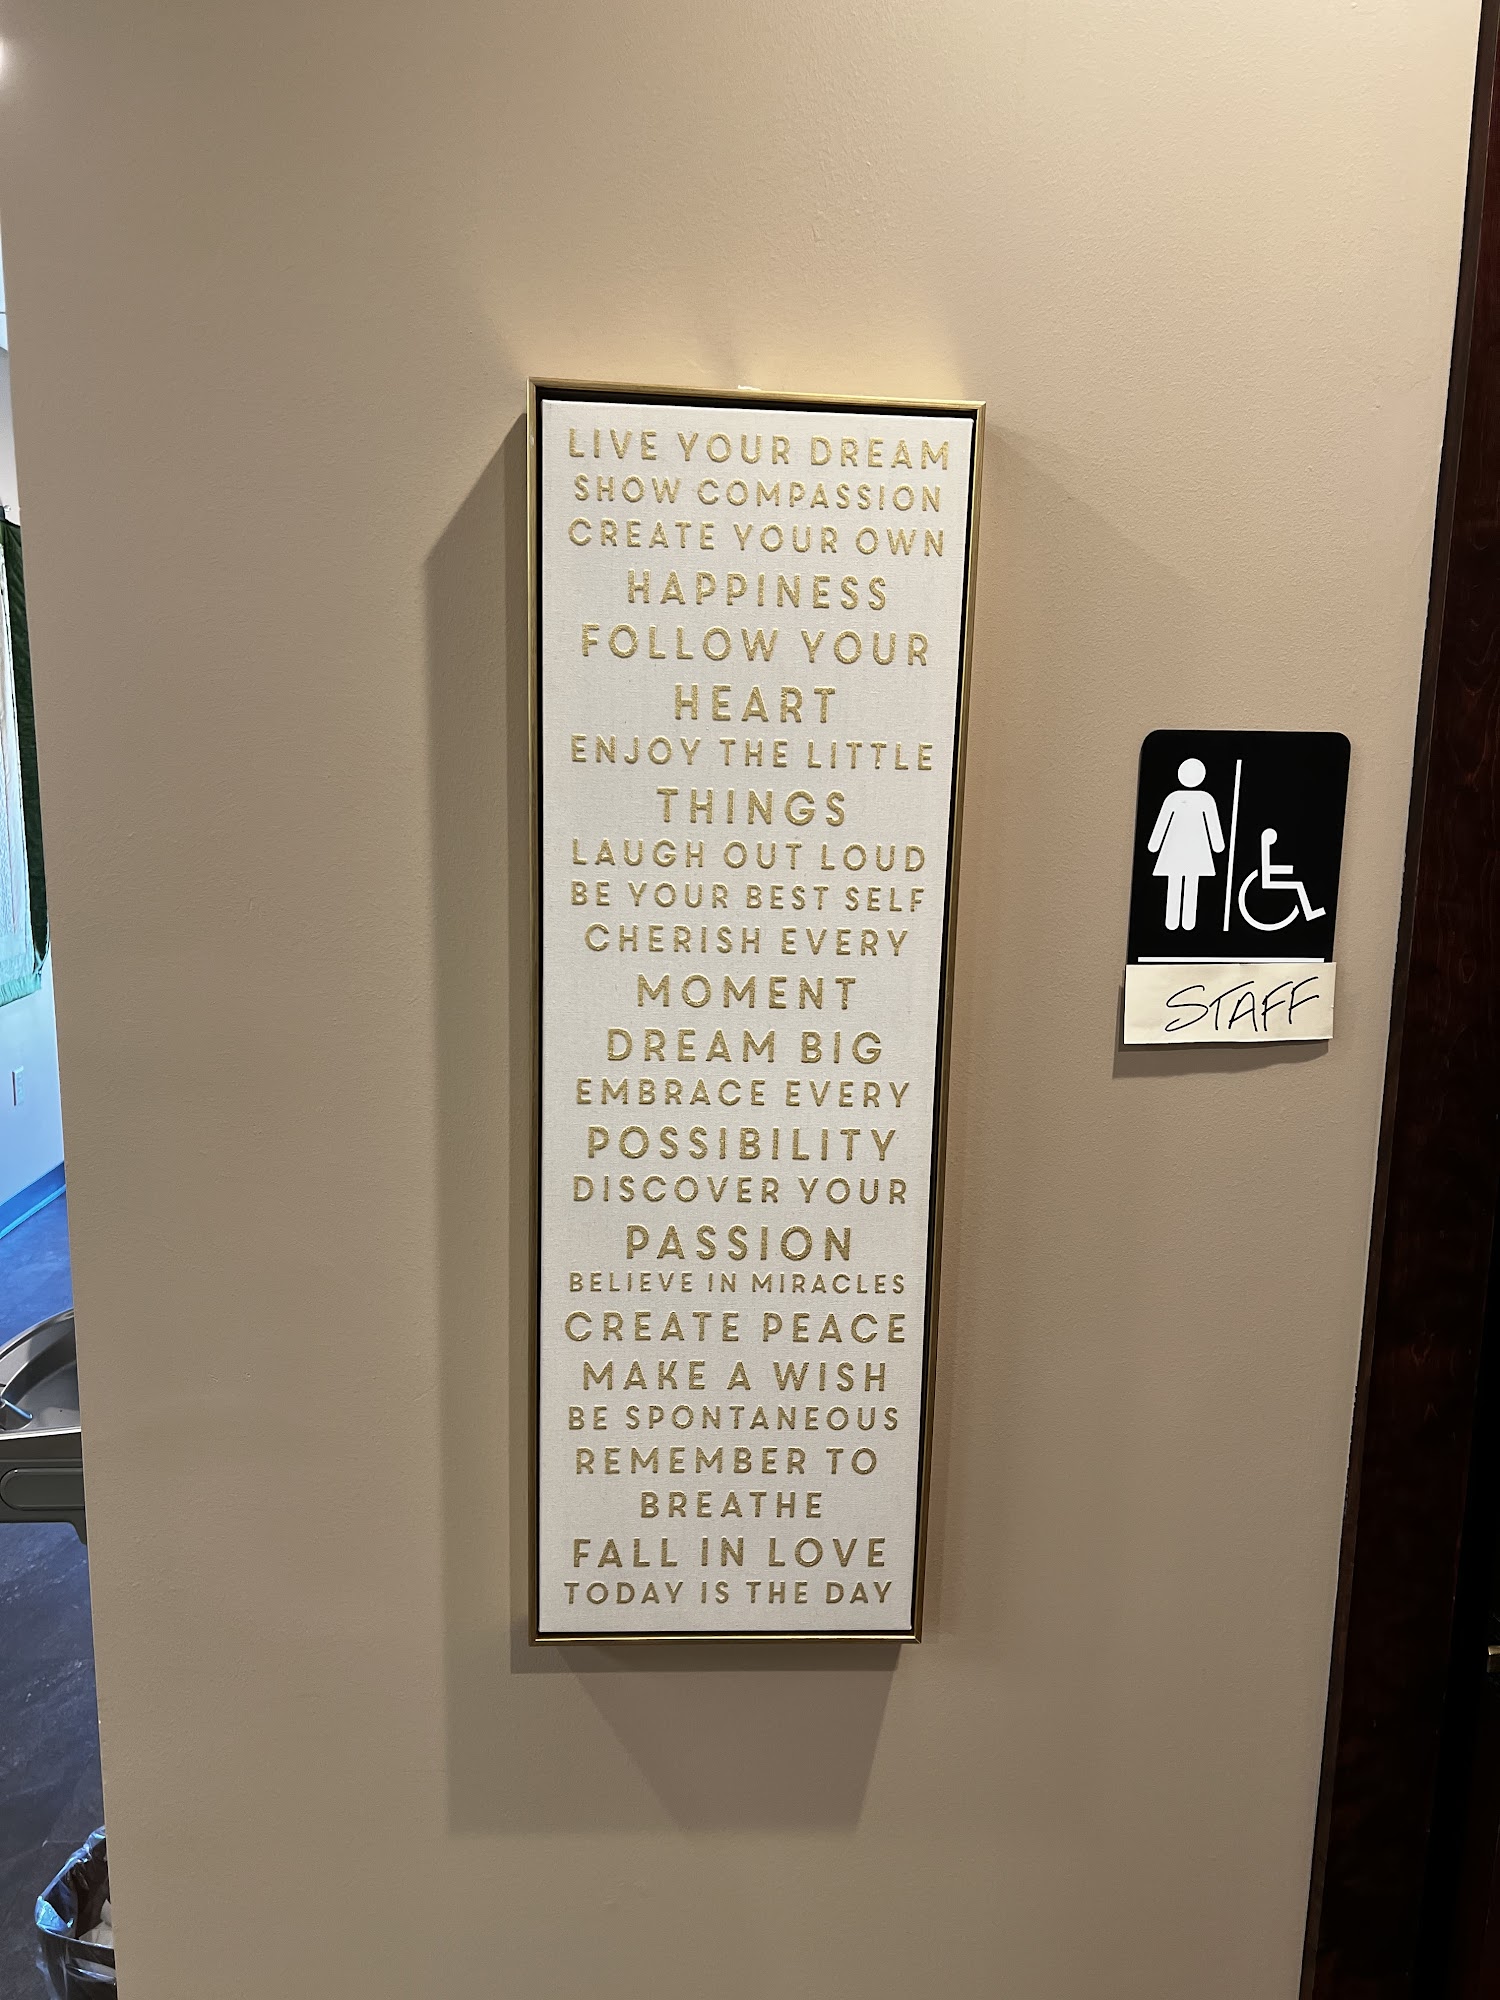 LIVE YOUR DREAM
SHOW COMPASSION
CREATE YOUR OWN
HAPPINESS
FOLLOW YOUR
HEART
ENJOY THE LITTLE
THINGS
LAUGH OUT LOUD
BE YOUR BEST SELF
CHERISH EVERY
MOMENT
DREAM BIG
EMBRACE EVERY
POSSIBILITY
DISCOVER YOUR
PASSION
BELIEVE IN MIRACLES
CREATE PEACE
MAKE A WISH
BE SPONTANEOUS
REMEMBER TO
BREATHE
FALL IN LOVE
TODAY IS THE DAY
STAFF